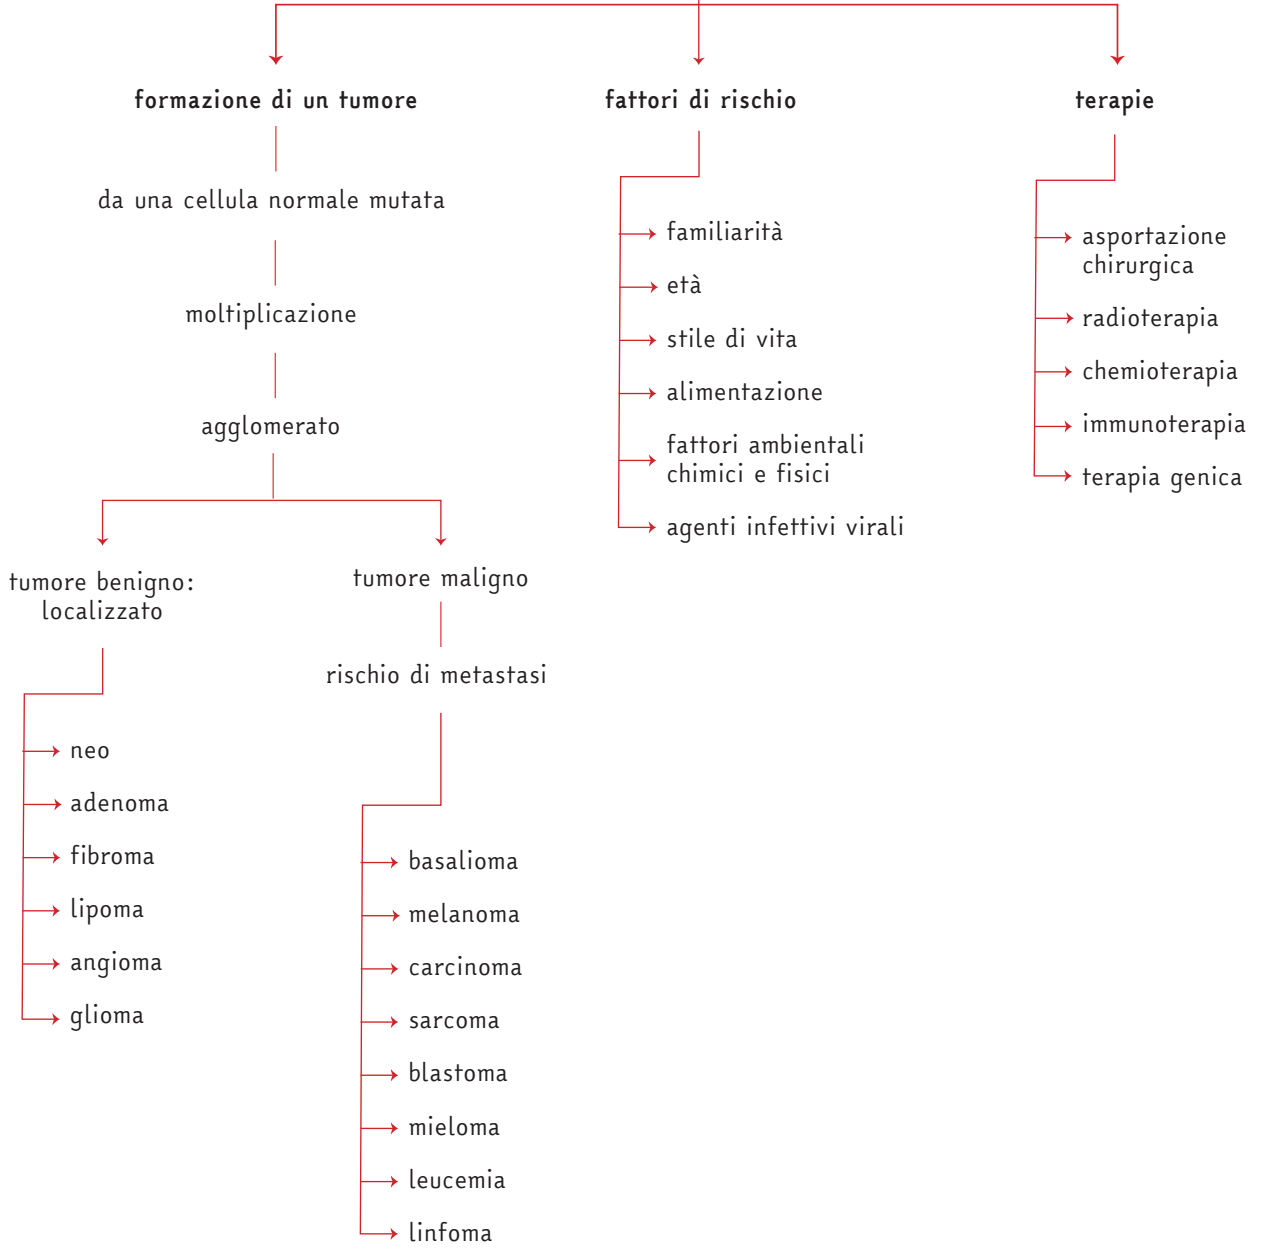 formazione di un tumore
da una cellula normale mutata
moltiplicazione
agglomerato
tumore benigno:
localizzato
neo
adenoma
fibroma
lipoma
angioma
glioma
tumore maligno
rischio di metastasi
basalioma
melanoma
carcinoma
sarcoma
blastoma
mieloma
leucemia
linfoma
fattori di rischio
familiarità
età
stile di vita
alimentazione
fattori ambientali
chimici e fisici
agenti infettivi virali
terapie
asportazione
chirurgica
radioterapia
chemioterapia
immunoterapia
terapia genica